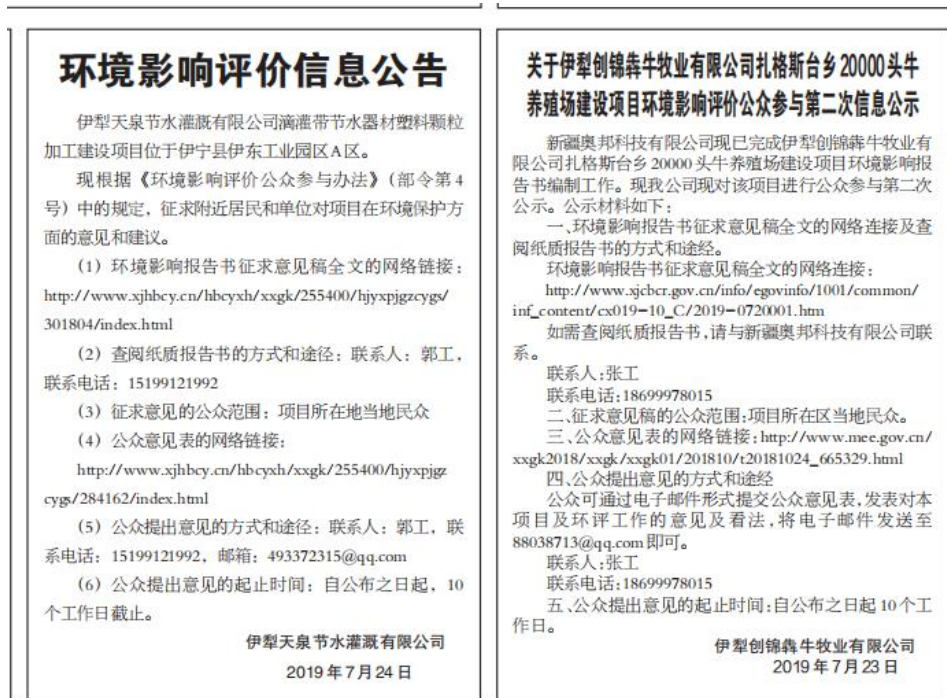 环境影响评价信息公告
伊犁天泉节水灌溉有限公司滴灌带节水器材塑料颗粒
加工建设项目位于伊宁县伊东工业园区A区。
现根据《环境影响评价公众参与办法》（部令第4
号）中的规定，征求附近居民和单位对项目在环境保护方
面的意见和建议。
（1）环境影响报告书征求意见稿全文的网络链接：
http://www.xjhbcy.cn/hbcyxh/xxgk/255400/hjyxpjgzcygs/
301804/index.html
（2）查阅纸质报告书的方式和途径：联系人：郭工，
联系电话：15199121992
（3）征求意见的公众范围：项目所在地当地民众
（4）公众意见表的网络链接：
http://www.xjhbcy.cn/hbcyxh/xxgk/255400/hjyxpjgz
cygs/284162/index.html
（5）公众提出意见的方式和途径：联系人：郭工，联
系电话：15199121992，邮箱：493372315@qq.com
（6）公众提出意见的起止时间：自公布之日起，10
个工作日截止。
伊犁天泉节水灌溉有限公司
2019年7月24日
关于伊犁创锦犇牛牧业有限公司扎格斯台乡20000头牛
养殖场建设项目环境影响评价公众参与第二次信息公示
新疆奥邦科技有限公司现已完成伊犁创锦犇牛牧业有
限公司扎格斯台乡20000头牛养殖场建设项目环境影响报
告书编制工作。现我公司现对该项目进行公众参与第二次
公示。公示材料如下：
一、环境影响报告书征求意见稿全文的网络连接及查
阅纸质报告书的方式和途经。
环境影响报告书征求意见稿全文的网络连接：
http://www.xjcbcr.gov.cn/info/egovinfo/1001/common/
inf_content/cx019-10_C/2019-0720001.htm
如需查阅纸质报告书，请与新疆奥邦科技有限公司联
系。
联系人：张工
联系电话：18699978015
二、征求意见稿的公众范围：项目所在区当地民众。
三、公众意见表的网络链接：http://www.mee.gov.cn/
xxgk2018/xxgk/xxgk01/201810/t20181024_665329.html
四、公众提出意见的方式和途经
公众可通过电子邮件形式提交公众意见表，发表对本
项目及环评工作的意见及看法，将电子邮件发送至
88038713@qq.com即可。
联系人：张工
联系电话：18699978015
五、公众提出意见的起止时间：自公布之日起10个工
作日。
伊犁创锦犇牛牧业有限公司
2019年7月23日